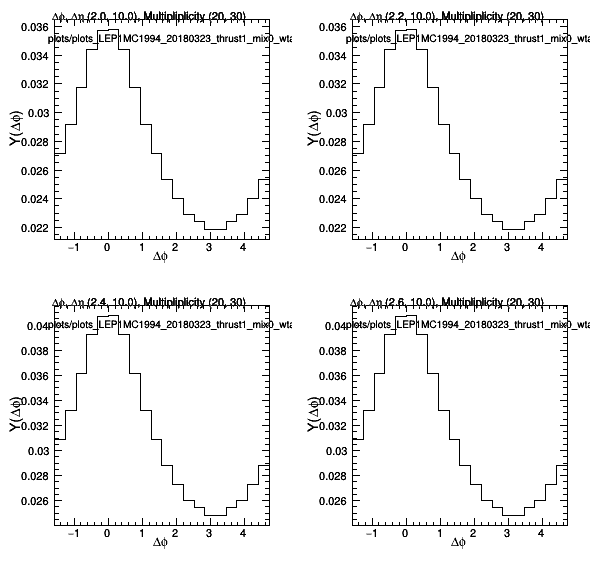 Δϕ, Δη (2.0, 10.0), Multipliplicity (20, 30)
plots/plots_LEP1MC1994_20180323_thrust1_mix0_wta
Y(Δϕ)
0.036
0.034
0.032
0.03
0.028
0.026
0.024
0.022
−1 0 1 2 3 4
Δϕ
Δϕ, Δη (2.2, 10.0), Multipliplicity (20, 30)
plots/plots_LEP1MC1994_20180323_thrust1_mix0_wta
Y(Δϕ)
0.036
0.034
0.032
0.03
0.028
0.026
0.024
0.022
−1 0 1 2 3 4
Δϕ
Δϕ, Δη (2.4, 10.0), Multipliplicity (20, 30)
plots/plots_LEP1MC1994_20180323_thrust1_mix0_wta
Y(Δϕ)
0.04
0.038
0.036
0.034
0.032
0.03
0.028
0.026
−1 0 1 2 3 4
Δϕ
Δϕ, Δη (2.6, 10.0), Multipliplicity (20, 30)
plots/plots_LEP1MC1994_20180323_thrust1_mix0_wta
Y(Δϕ)
0.04
0.038
0.036
0.034
0.032
0.03
0.028
0.026
−1 0 1 2 3 4
Δϕ